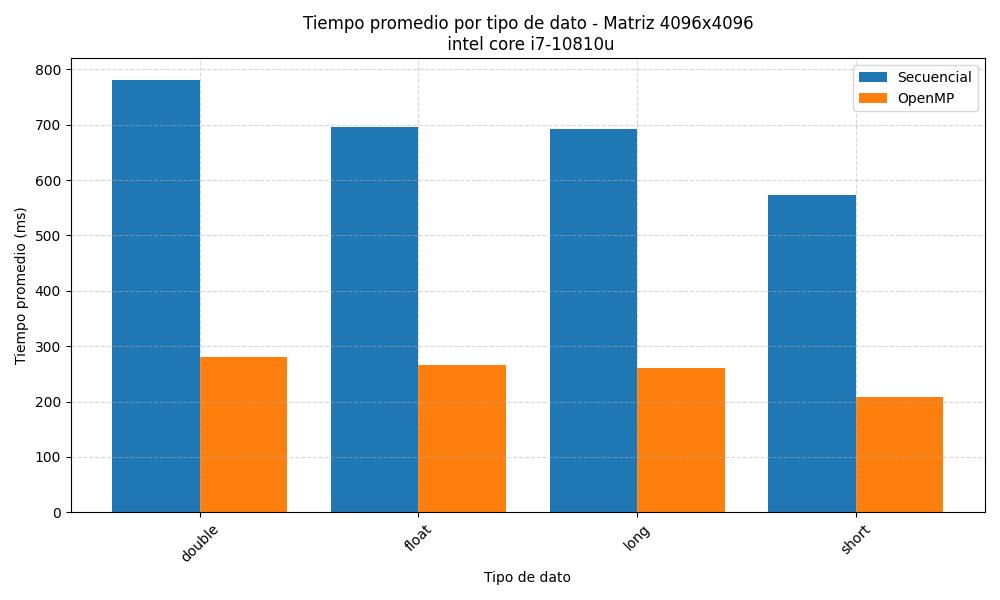 Tiempo promedio por tipo de dato - Matriz 4096x4096
intel core i7-10810u
Secuencial
OpenMP
Tiempo promedio (ms)
800
700
600
500
400
300
200
100
0
double
float
long
short
Tipo de dato